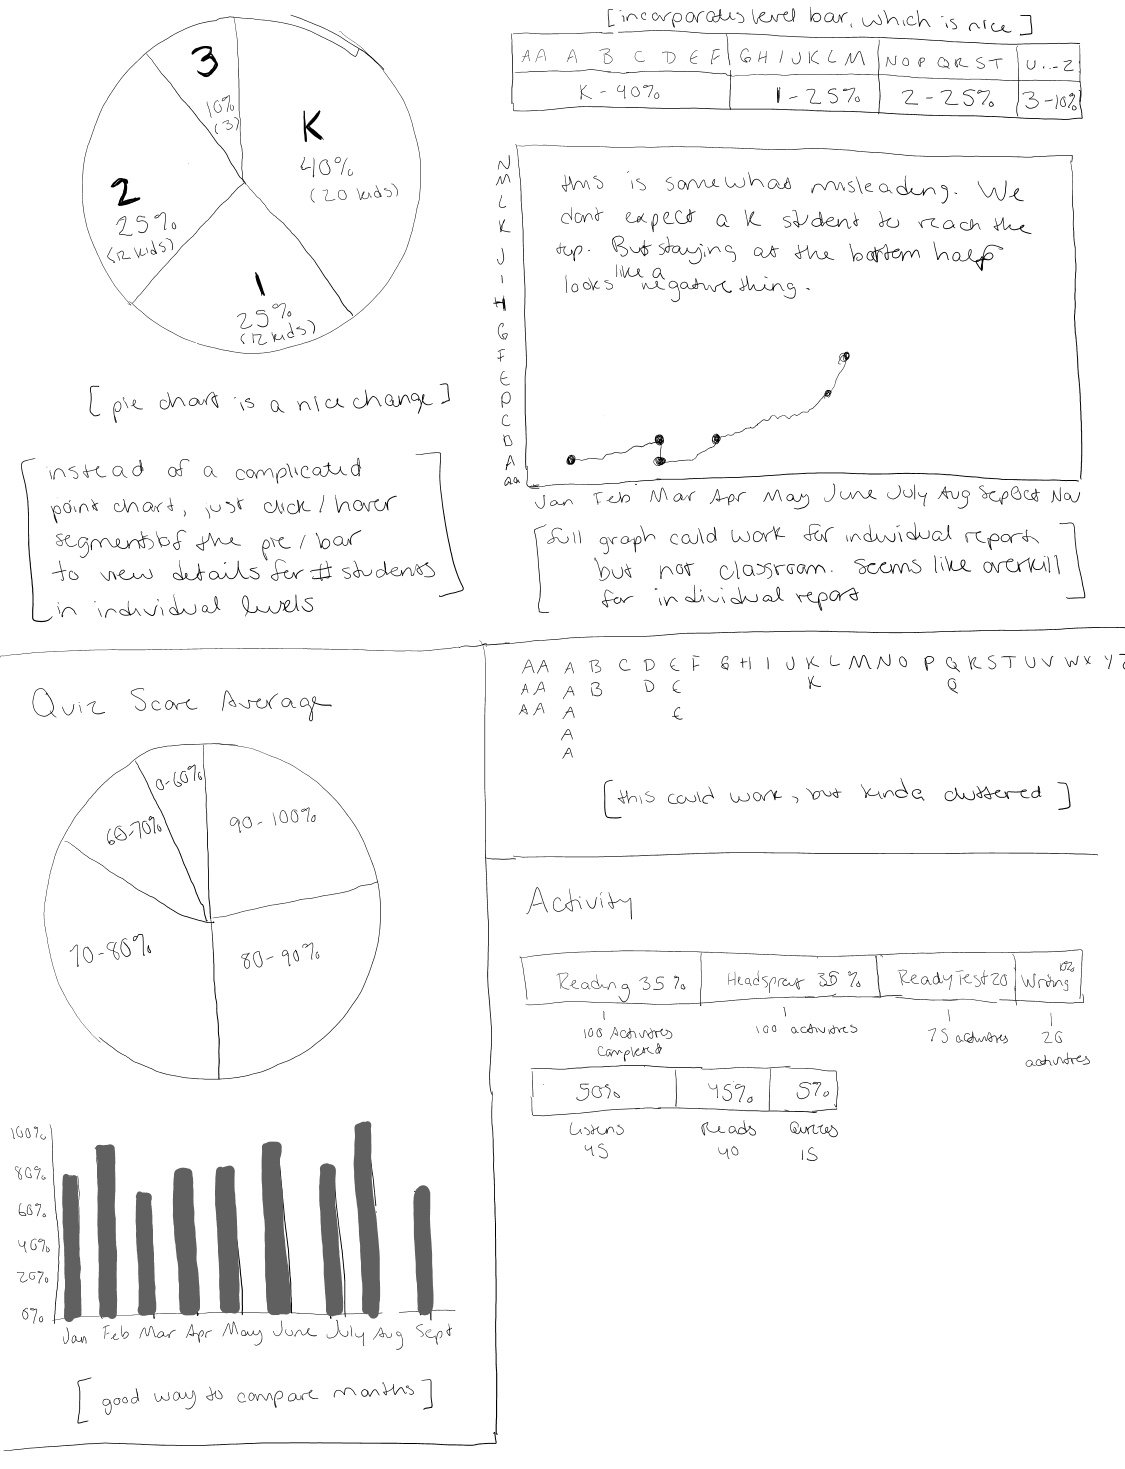 3
10%
(3)
K
40%
(20 kids)
2
25%
(12 kids)
1
25%
(12 kids)
[pie chart is a nice change]
[instead of a complicated
point chart, just click/hover
segments of the pie/bar
to view details for # students
in individual levels]
[incorporates level bar, which is nice]
AA A B C D E F G H I J K L M N O P Q R S T U...Z
K-40% 1-25% 2-25% 3-10%
this is somewhat misleading. We
dont expect a K student to reach the
top. But staying at the bottom half
looks like a negative thing.
N
M
L
K
J
I
H
G
F
E
D
C
B
A
aa
Jan Feb Mar Apr May June July Aug Sep Oct Nov
[full graph could work for individual report
but not classroom. Seems like overkill
for individual report]
Quiz Score Average
0-60%
60-70%
90-100%
70-80%
80-90%
100%
80%
60%
40%
20%
0%
Jan Feb Mar Apr May June July Aug Sept
[good way to compare months]
AA A B C D E F G H I J K L M N O P Q R S T U V W X Y Z
AA A B D E K Q
AA A E
A
A
[this could work, but kinda cluttered]
Activity
Reading 35% Headsprout 35% ReadyTest 20 Writing 10%
100 Activities
Completed
100 activities
75 activities
20
activities
50% 45% 5%
Listens Reads Quizzes
45 40 15